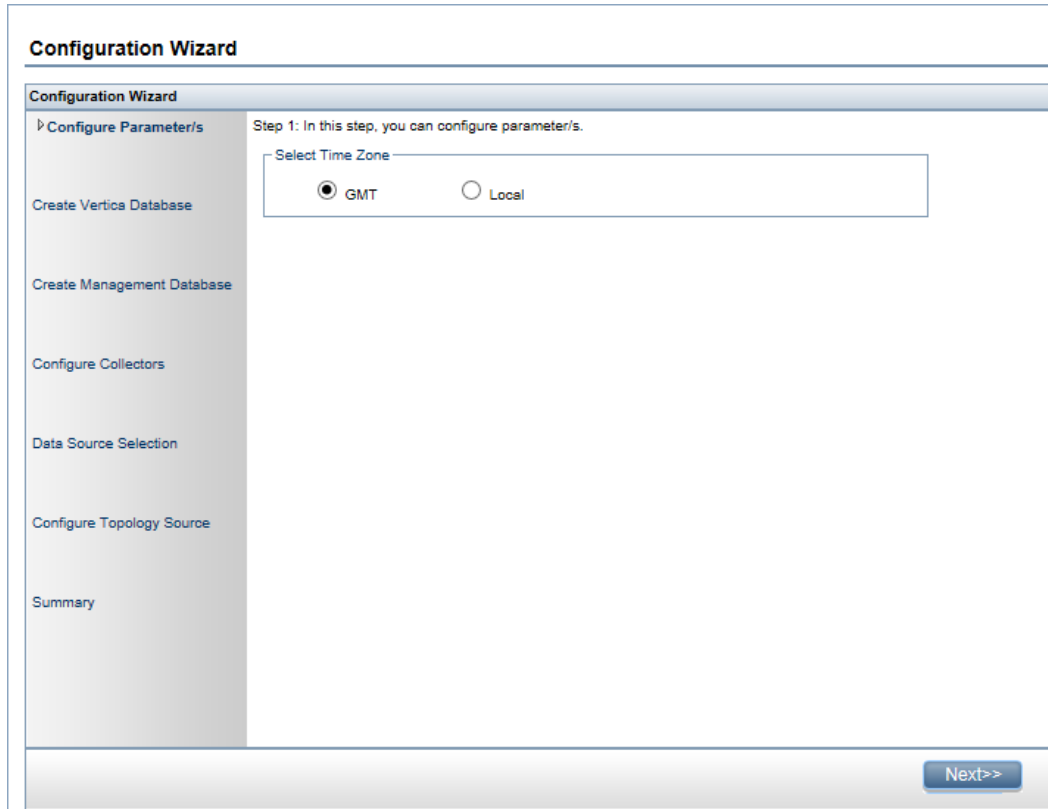 Configuration Wizard
Configuration Wizard
Configure Parameter/s
Step 1: In this step, you can configure parameter/s.
Select Time Zone
GMT
Local
Create Vertica Database
Create Management Database
Configure Collectors
Data Source Selection
Configure Topology Source
Summary
Next>>